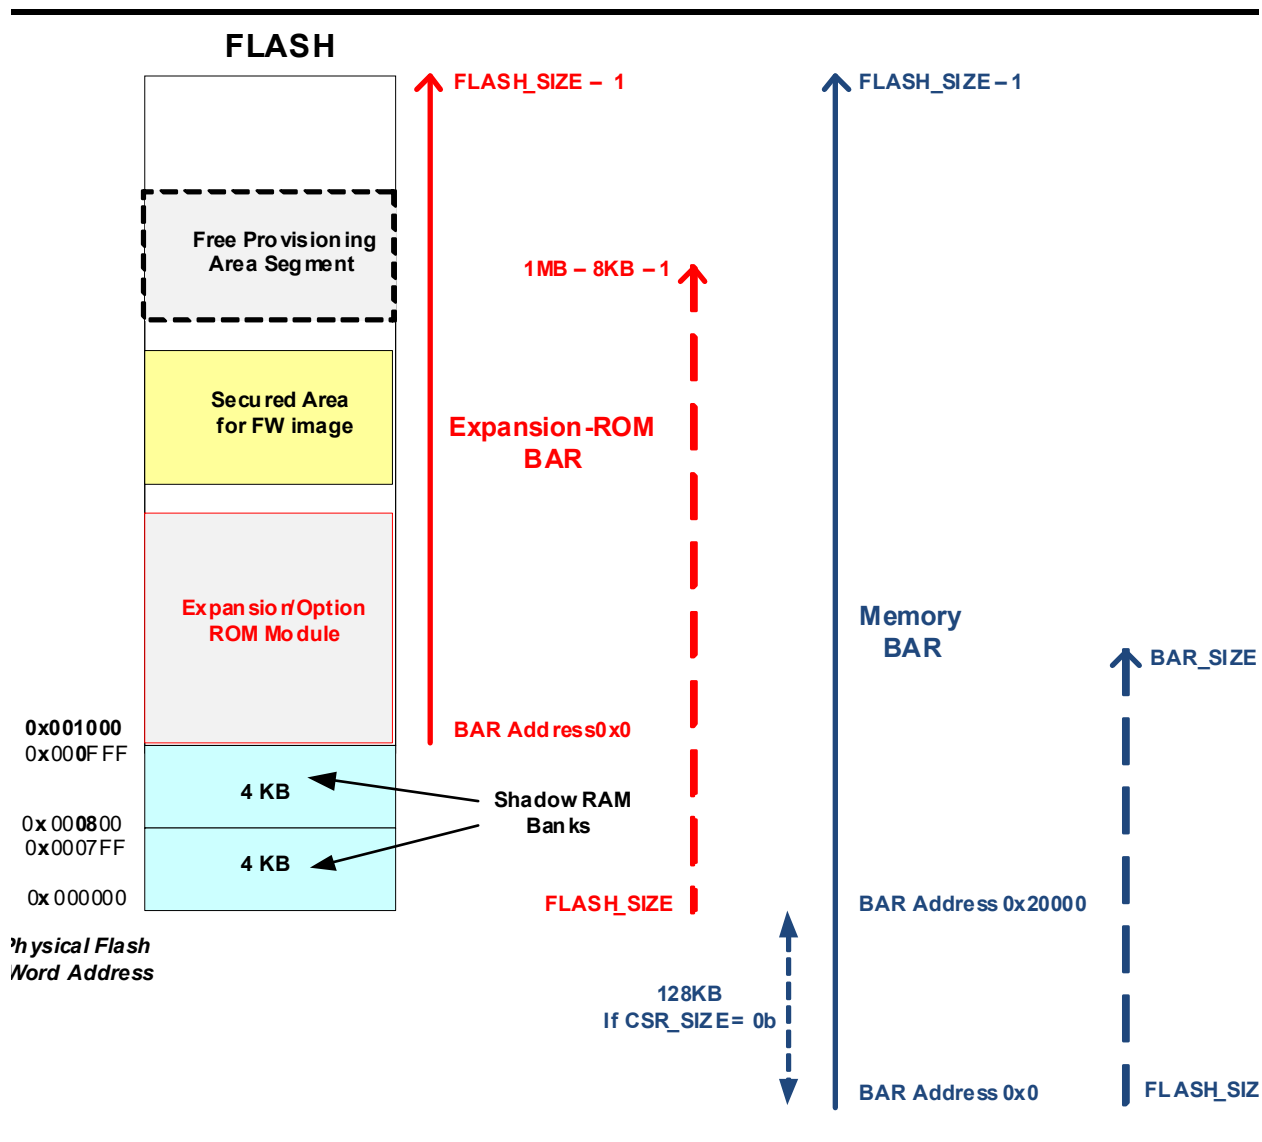 FLASH
FLASH_SIZE – 1
FLASH_SIZE – 1
Free Provisioning
Area Segment
1MB – 8KB – 1
Secured Area
for FW image
Expansion-ROM
BAR
Expansion/Option
ROM Module
Memory
BAR
BAR_SIZE
0x001000
0x000FFF
BAR Address0x0
4 KB
Shadow RAM
Banks
0x000800
0x0007FF
4 KB
0x000000
FLASH_SIZE
BAR Address 0x20000
Physical Flash
Word Address
128KB
If CSR_SIZE = 0b
BAR Address 0x0
FLASH_SIZ